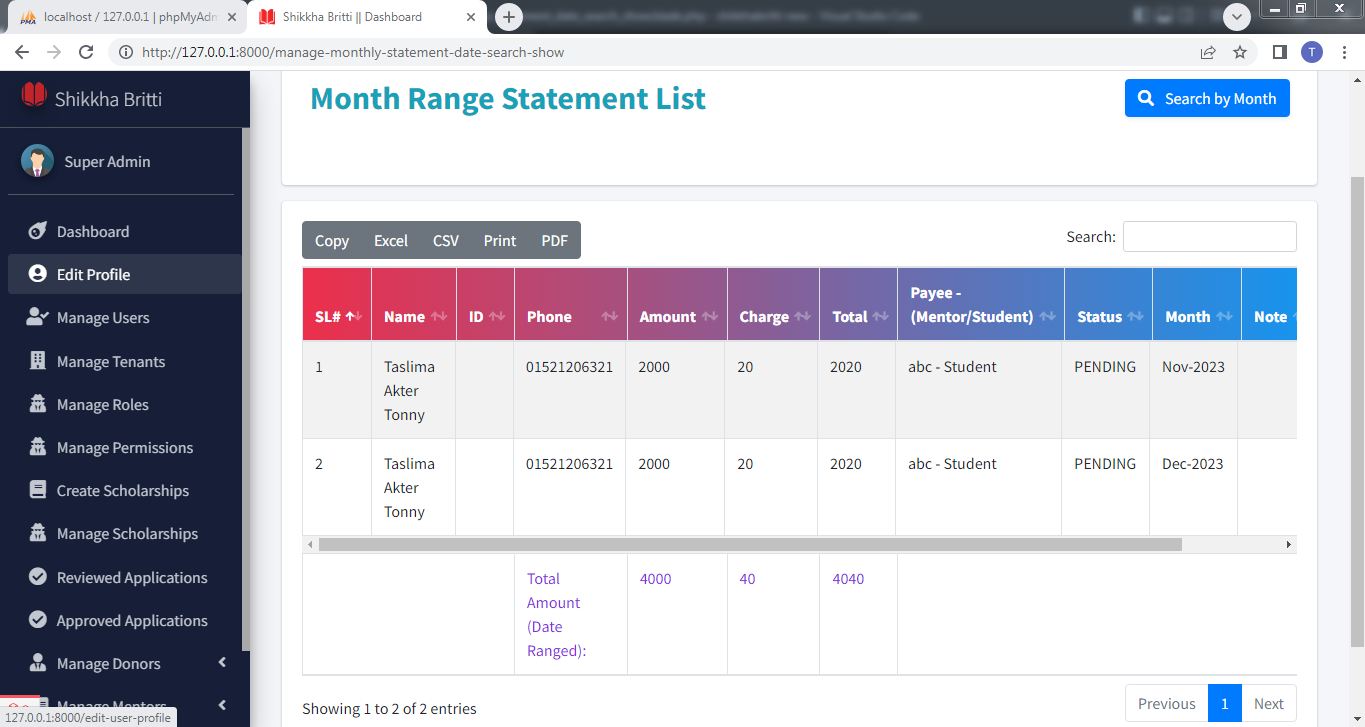 localhost / 127.0.0.1 | phpMyAdm
Shikkha Britti || Dashboard
http://127.0.0.1:8000/manage-monthly-statement-date-search-show
T
Shikkha Britti
Super Admin
Dashboard
Edit Profile
Manage Users
Manage Tenants
Manage Roles
Manage Permissions
Create Scholarships
Manage Scholarships
Reviewed Applications
Approved Applications
Manage Donors
Manage Mentors
127.0.0.1:8000/edit-user-profile
Month Range Statement List
Search by Month
Copy Excel CSV Print PDF
Search:
SL# Name ID Phone Amount Charge Total Payee - (Mentor/Student) Status Month Note
1 Taslima Akter Tonny 01521206321 2000 20 2020 abc - Student PENDING Nov-2023
2 Taslima Akter Tonny 01521206321 2000 20 2020 abc - Student PENDING Dec-2023
Total Amount (Date Ranged): 4000 40 4040
Showing 1 to 2 of 2 entries
Previous 1 Next